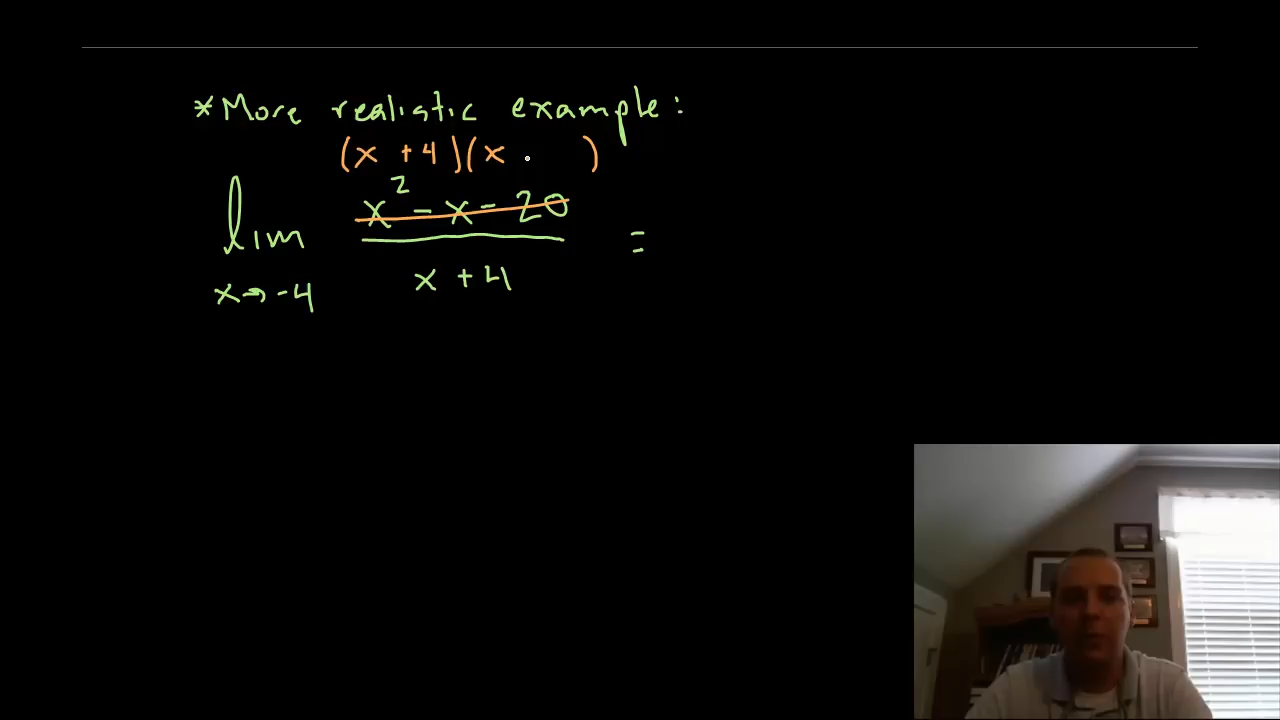 *More realistic example:
(x +4)(x    )
lim x² - x - 20 =
x→-4 x +4